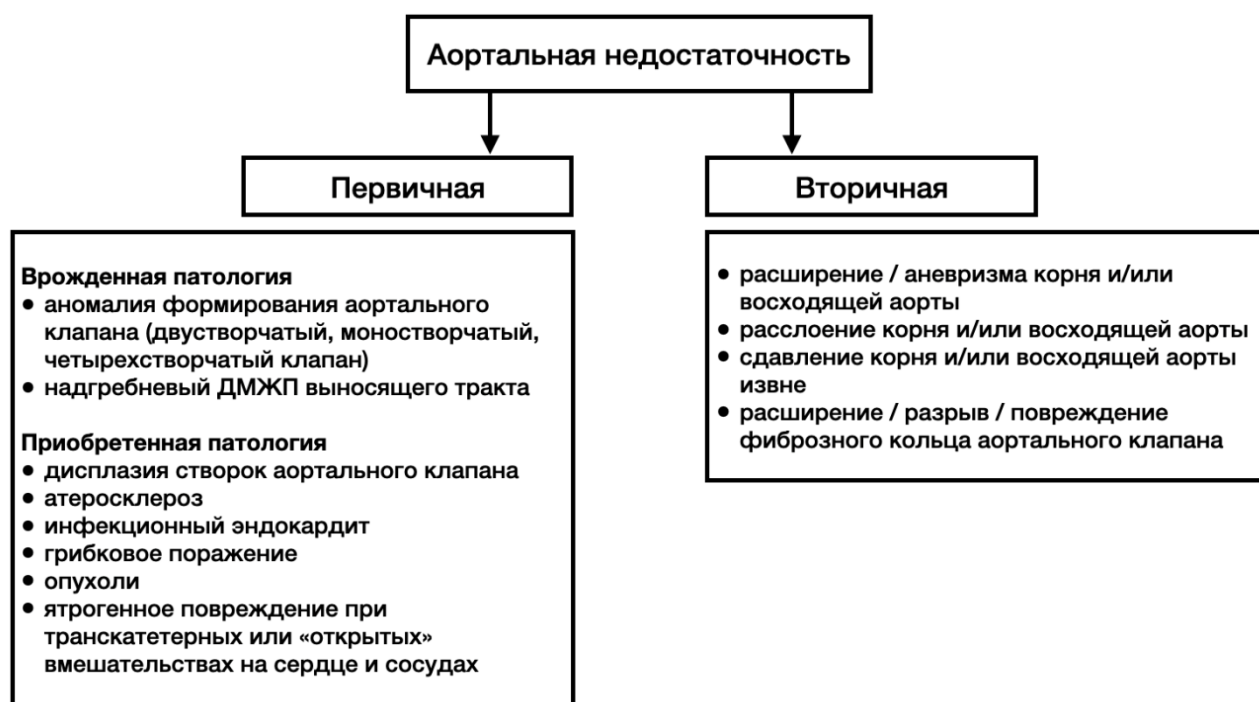 Аортальная недостаточность
Первичная
Вторичная
Врожденная патология
● аномалия формирования аортального
клапана (двустворчатый, моностворчатый,
четырехстворчатый клапан)
● надгребневый ДМЖП выносящего тракта
Приобретенная патология
● дисплазия створок аортального клапана
● атеросклероз
● инфекционный эндокардит
● грибковое поражение
● опухоли
● ятрогенное повреждение при
транскатетерных или «открытых»
вмешательствах на сердце и сосудах
● расширение / аневризма корня и/или
восходящей аорты
● расслоение корня и/или восходящей аорты
● сдавление корня и/или восходящей аорты
извне
● расширение / разрыв / повреждение
фиброзного кольца аортального клапана